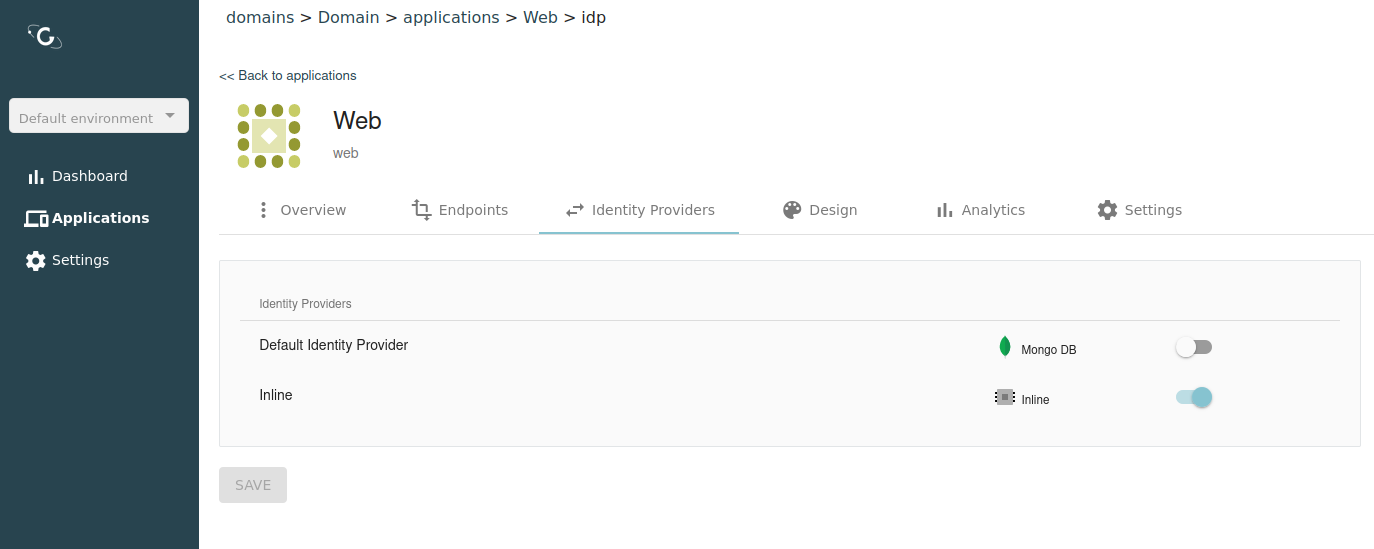 domains > Domain > applications > Web > idp
<< Back to applications
Default environment
Web
web
Dashboard
Applications
Settings
Overview Endpoints Identity Providers Design Analytics Settings
Identity Providers
Default Identity Provider Mongo DB
Inline Inline
SAVE